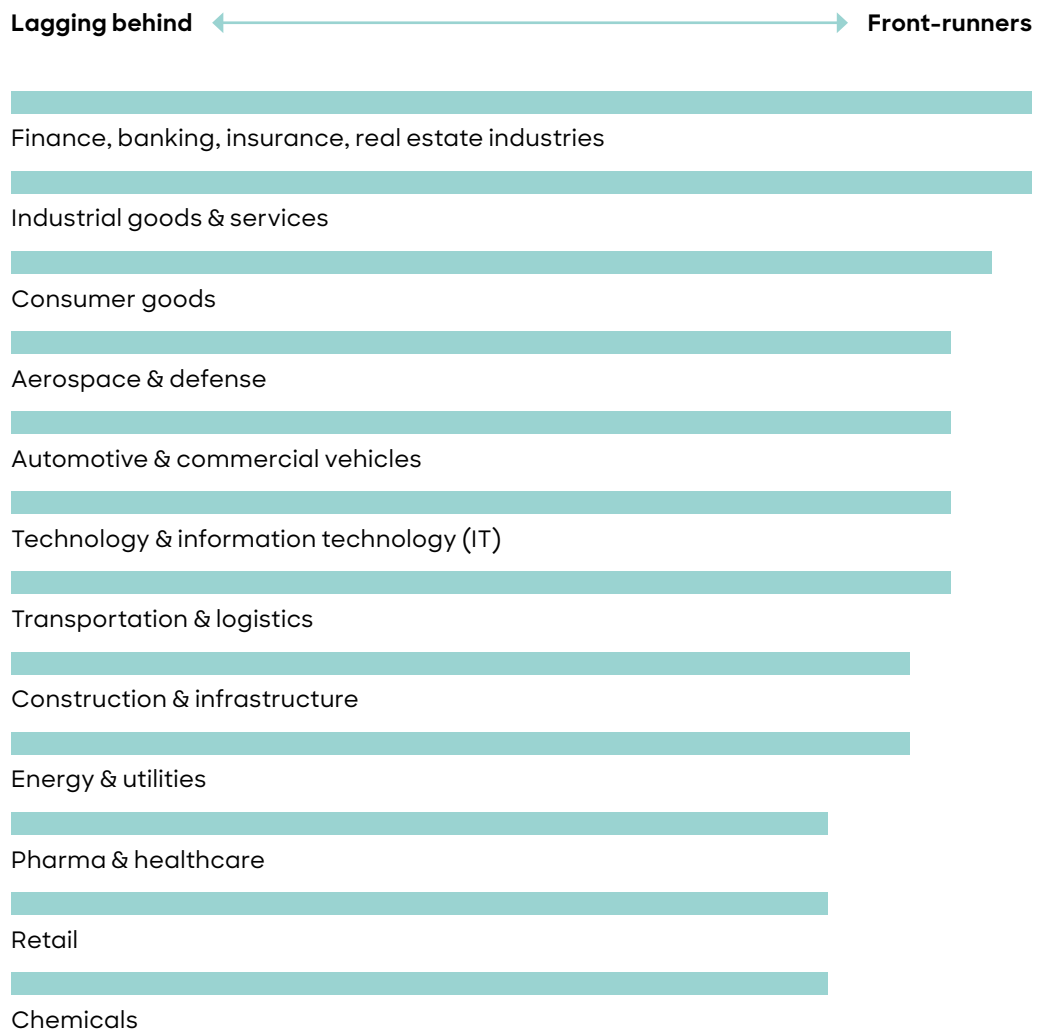 Lagging behind Front-runners
Finance, banking, insurance, real estate industries
Industrial goods & services
Consumer goods
Aerospace & defense
Automotive & commercial vehicles
Technology & information technology (IT)
Transportation & logistics
Construction & infrastructure
Energy & utilities
Pharma & healthcare
Retail
Chemicals